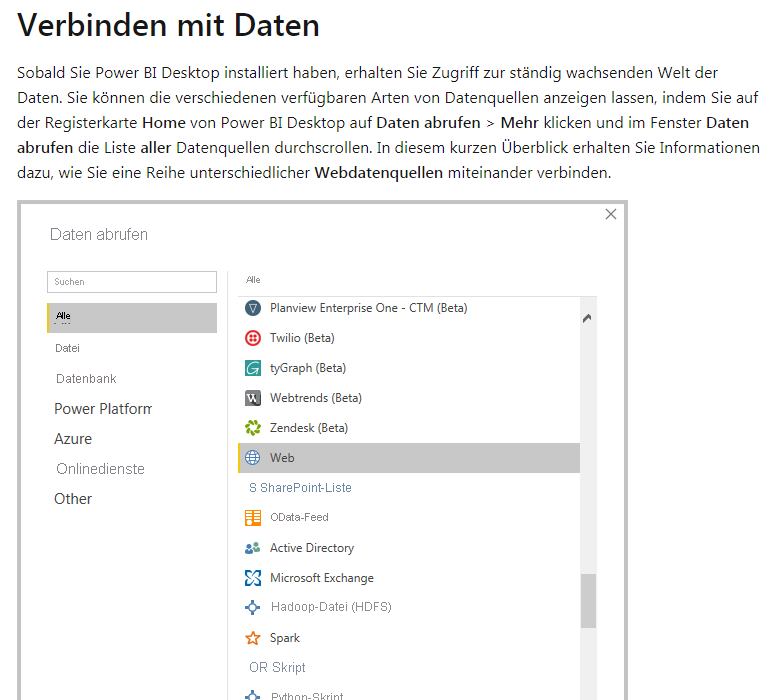 Verbinden mit Daten
Sobald Sie Power BI Desktop installiert haben, erhalten Sie Zugriff zur ständig wachsenden Welt der
Daten. Sie können die verschiedenen verfügbaren Arten von Datenquellen anzeigen lassen, indem Sie auf
der Registerkarte Home von Power BI Desktop auf Daten abrufen > Mehr klicken und im Fenster Daten
abrufen die Liste aller Datenquellen durchscrollen. In diesem kurzen Überblick erhalten Sie Informationen
dazu, wie Sie eine Reihe unterschiedlicher Webdatenquellen miteinander verbinden.
Daten abrufen
Suchen
Alle
Datei
Datenbank
Power Platform
Azure
Onlinedienste
Other
Alle
Planview Enterprise One - CTM (Beta)
Twilio (Beta)
tyGraph (Beta)
Webtrends (Beta)
Zendesk (Beta)
Web
S SharePoint-Liste
OData-Feed
Active Directory
Microsoft Exchange
Hadoop-Datei (HDFS)
Spark
OR Skript
Python-Skript